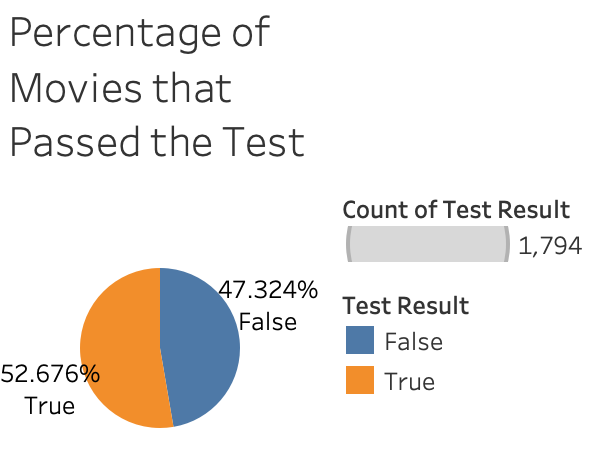 Percentage of
Movies that
Passed the Test
Count of Test Result
1,794
47.324%
False
Test Result
False
True
52.676%
True